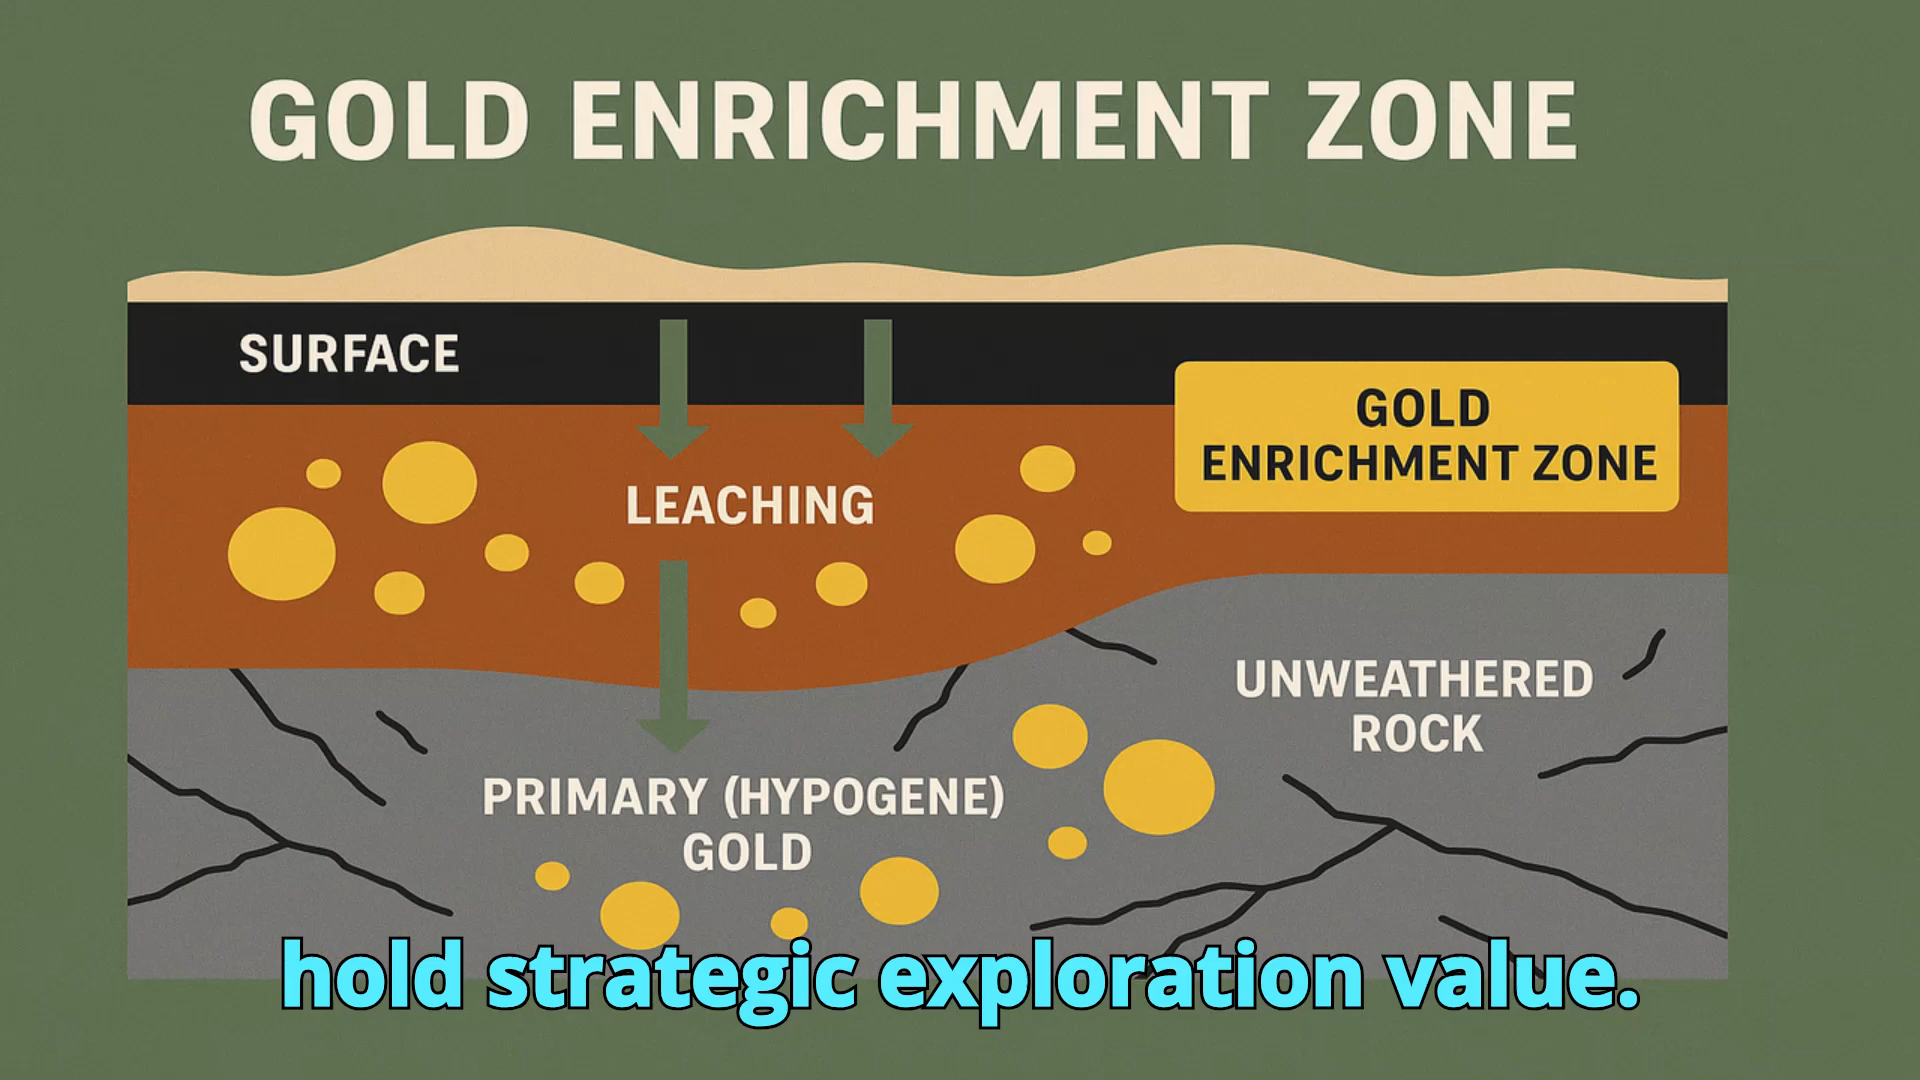 GOLD ENRICHMENT ZONE
SURFACE
GOLD
ENRICHMENT ZONE
LEACHING
UNWEATHERED
ROCK
PRIMARY (HYPOGENE)
GOLD
hold strategic exploration value.